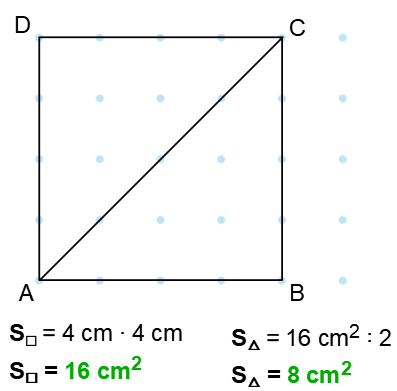 D
C
A
B
S□ = 4 cm · 4 cm
S□ = 16 cm²
S△ = 16 cm² : 2
S△ = 8 cm²